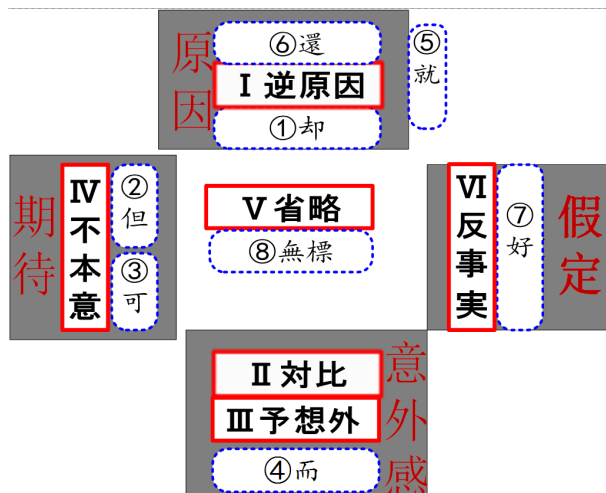 原因
⑥還
Ⅰ逆原因
①却
⑤就
期待
Ⅳ不本意
②但
③可
Ⅴ省略
⑧無標
Ⅵ反事実
⑦好
假定
Ⅱ対比
Ⅲ予想外
④而
意外感